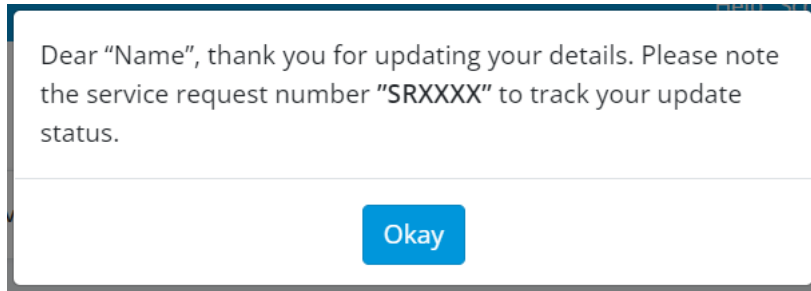 Dear “Name”, thank you for updating your details. Please note
the service request number ”SRXXXX” to track your update
status.
Okay